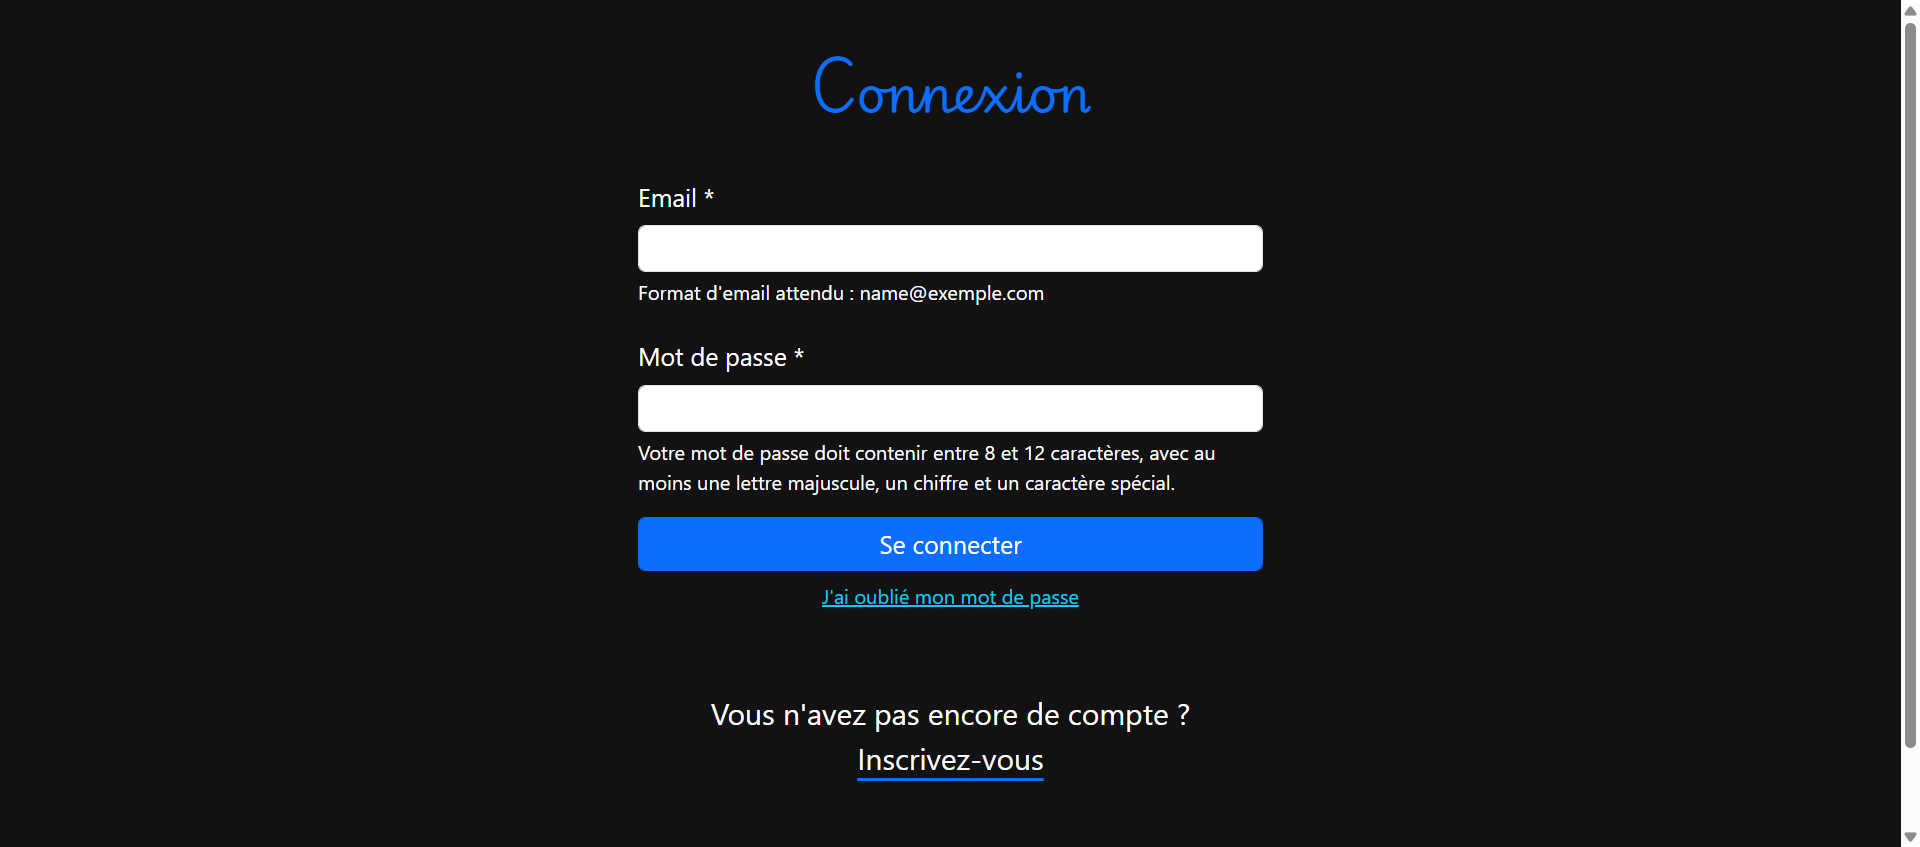 Connexion
Email *
Format d'email attendu : name@exemple.com
Mot de passe *
Votre mot de passe doit contenir entre 8 et 12 caractères, avec au
moins une lettre majuscule, un chiffre et un caractère spécial.
Se connecter
J'ai oublié mon mot de passe
Vous n'avez pas encore de compte ?
Inscrivez-vous